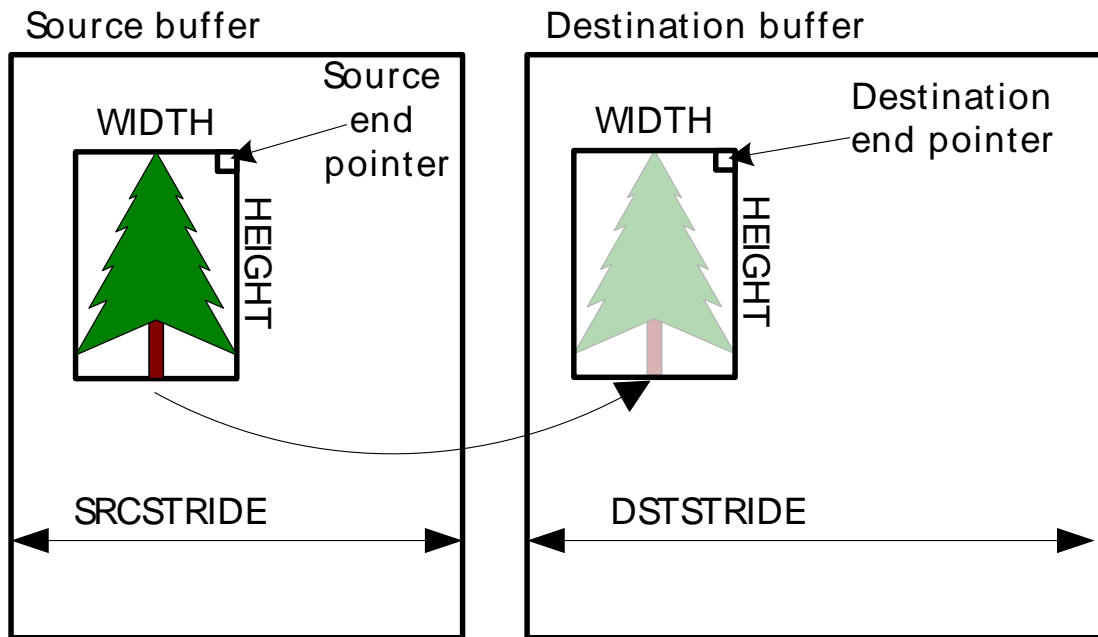 Source buffer
Destination buffer
Source
end
pointer
WIDTH
HEIGHT
Destination
end pointer
WIDTH
HEIGHT
SRCSTRIDE
DSTSTRIDE